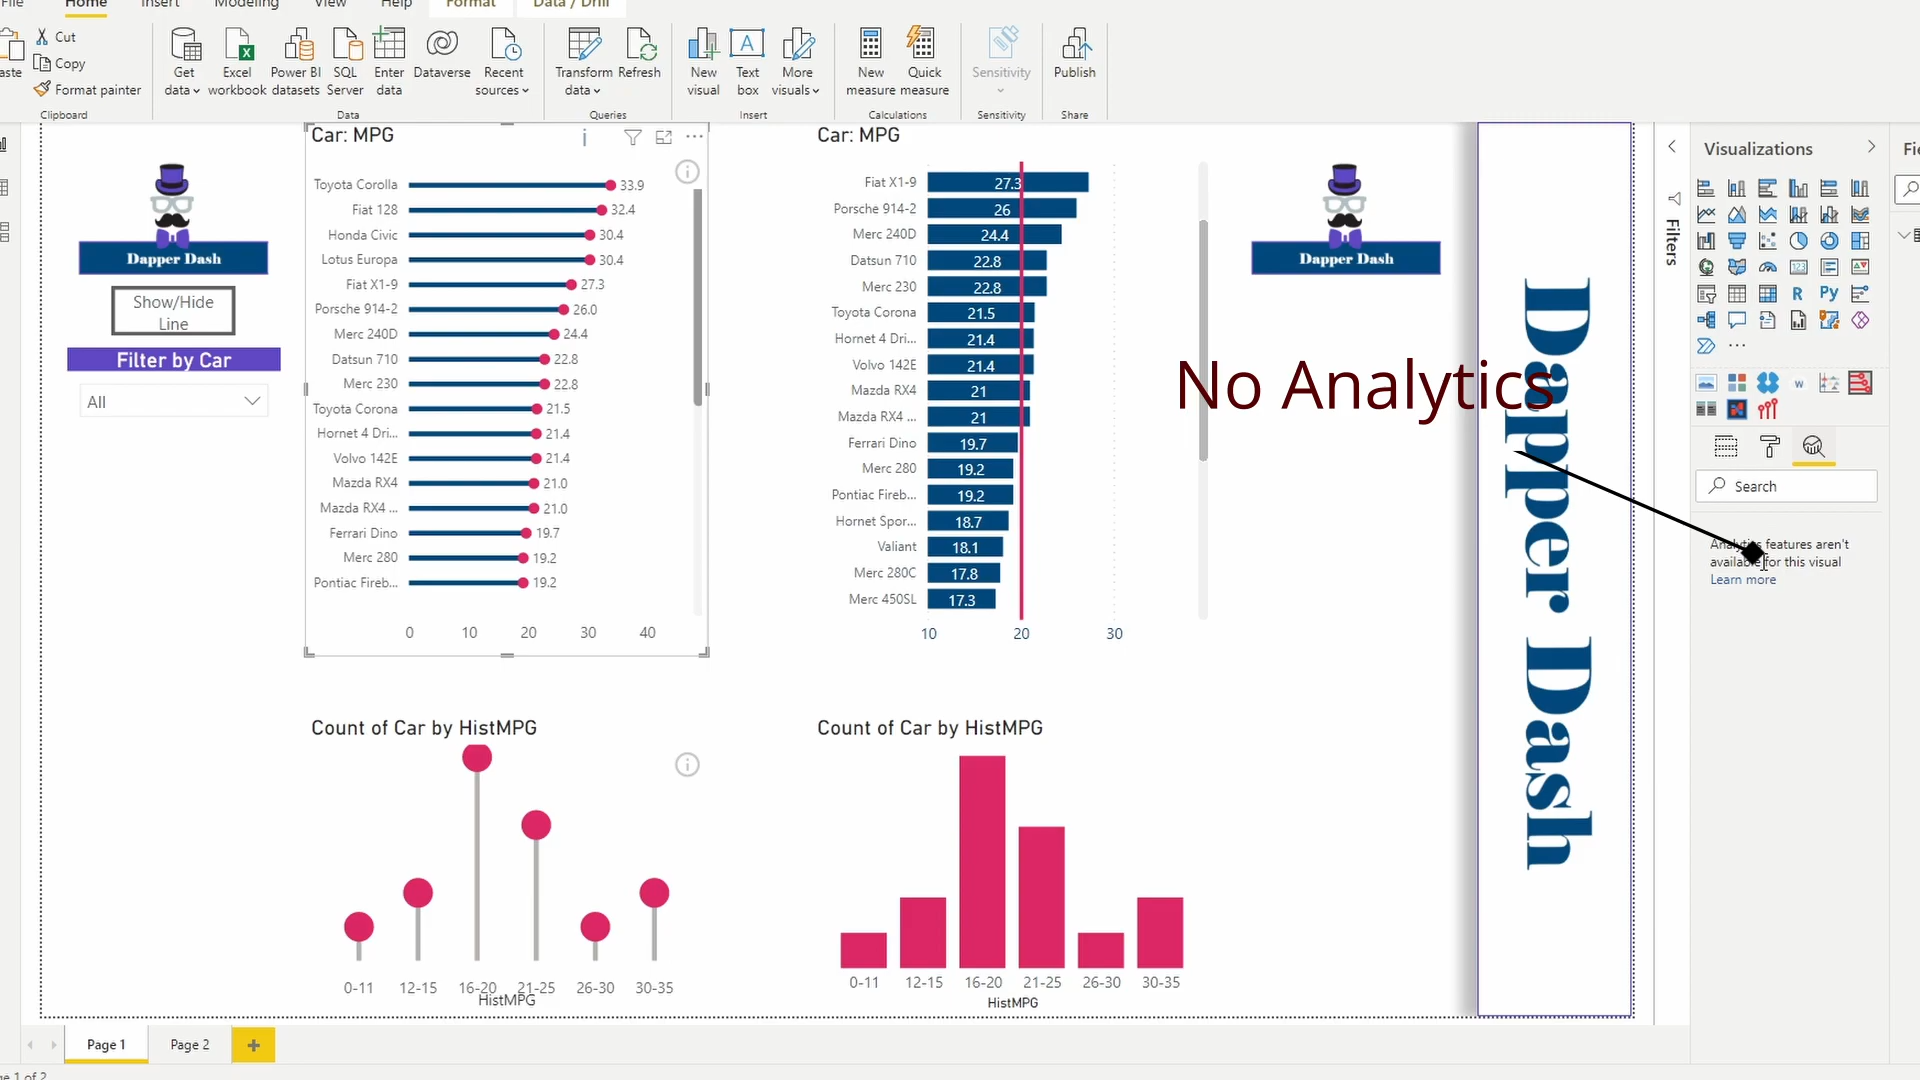 File Home Insert Modeling View Help Format Data / Drill
Cut
Copy
Format painter
Clipboard
Get data
Excel workbook
Power BI datasets
SQL Server
Enter data
Dataverse
Recent sources
Data
Transform data
Refresh
Queries
New visual
Text box
More visuals
Insert
New measure
Quick measure
Calculations
Sensitivity
Sensitivity
Publish
Share
Dapper Dash
Show/Hide
Line
Filter by Car
All
Car: MPG
Toyota Corolla 33.9
Fiat 128 32.4
Honda Civic 30.4
Lotus Europa 30.4
Fiat X1-9 27.3
Porsche 914-2 26.0
Merc 240D 24.4
Datsun 710 22.8
Merc 230 22.8
Toyota Corona 21.5
Hornet 4 Dri... 21.4
Volvo 142E 21.4
Mazda RX4 21.0
Mazda RX4 ... 21.0
Ferrari Dino 19.7
Merc 280 19.2
Pontiac Fireb... 19.2
0 10 20 30 40
Car: MPG
Fiat X1-9 27.3
Porsche 914-2 26
Merc 240D 24.4
Datsun 710 22.8
Merc 230 22.8
Toyota Corona 21.5
Hornet 4 Dri... 21.4
Volvo 142E 21.4
Mazda RX4 21
Mazda RX4 ... 21
Ferrari Dino 19.7
Merc 280 19.2
Pontiac Fireb... 19.2
Hornet Spor... 18.7
Valiant 18.1
Merc 280C 17.8
Merc 450SL 17.3
10 20 30
Dapper Dash
No Analytics
Dapper Dash
Count of Car by HistMPG
0-11 12-15 16-20 21-25 26-30 30-35
HistMPG
Count of Car by HistMPG
0-11 12-15 16-20 21-25 26-30 30-35
HistMPG
Filters
Visualizations
R Py
123
Search
Analytics features aren't
available for this visual
Learn more
Page 1 Page 2
1 of 2